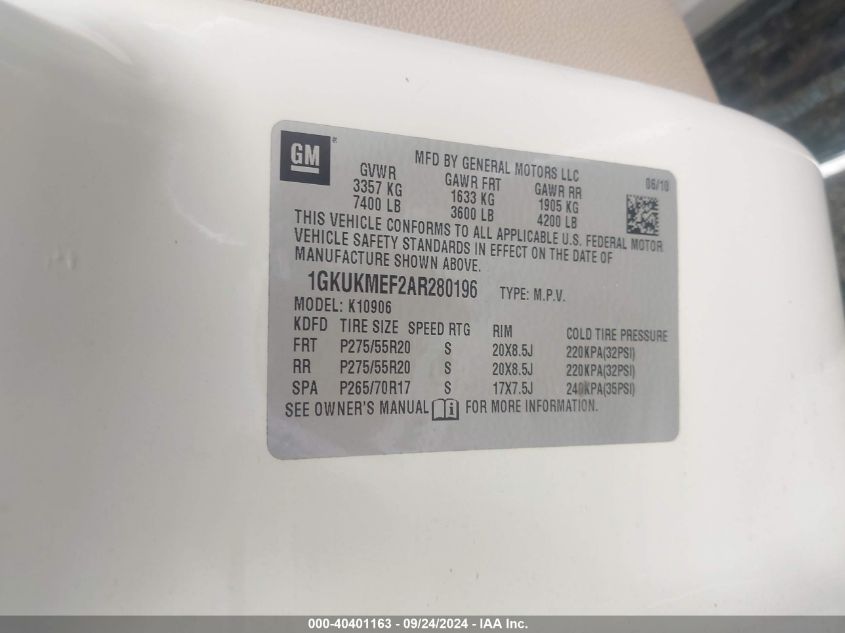 GM
MFD BY GENERAL MOTORS LLC 06/10
GVWR GAWR FRT GAWR RR
3357 KG 1633 KG 1905 KG
7400 LB 3600 LB 4200 LB
THIS VEHICLE CONFORMS TO ALL APPLICABLE U.S. FEDERAL MOTOR
VEHICLE SAFETY STANDARDS IN EFFECT ON THE DATE OF
MANUFACTURE SHOWN ABOVE.
1GKUKMEF2AR280196 TYPE: M.P.V.
MODEL: K10906
KDFD TIRE SIZE SPEED RTG RIM COLD TIRE PRESSURE
FRT P275/55R20 S 20X8.5J 220KPA(32PSI)
RR P275/55R20 S 20X8.5J 220KPA(32PSI)
SPA P265/70R17 S 17X7.5J 240KPA(35PSI)
SEE OWNER'S MANUAL i FOR MORE INFORMATION.
000-40401163 - 09/24/2024 - IAA Inc.